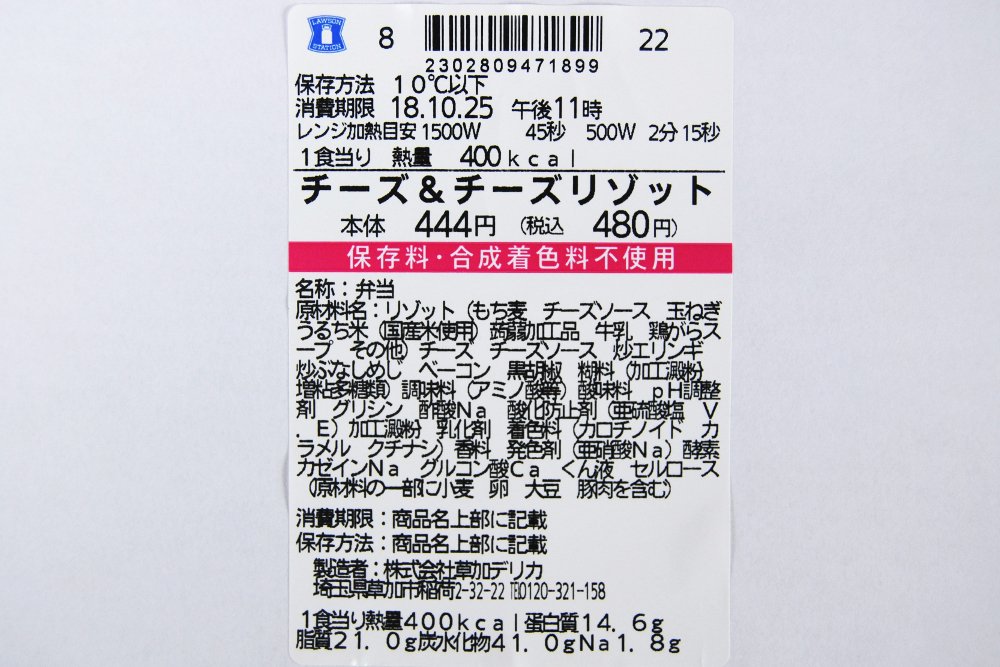 LAWSON
STATION
8 22
2302809471899
保存方法 10℃以下
消費期限 18.10.25 午後11時
レンジ加熱目安 1500W 45秒 500W 2分15秒
1食当り 熱量 400kcal
チーズ&チーズリゾット
本体 444円 (税込 480円)
保存料・合成着色料不使用
名称:弁当
原材料名:リゾット(もち麦 チーズソース 玉ねぎ
うるち米(国産米使用)蒟蒻加工品 牛乳 鶏がらス
ープ その他)チーズ チーズソース 炒エリンギ
炒ぶなしめじ ベーコン 黒胡椒 糊料(加工澱粉
増粘多糖類)調味料(アミノ酸等)酸味料 pH調整
剤 グリシン 酢酸Na 酸化防止剤(亜硫酸塩 V
.E)加工澱粉 乳化剤 着色料(カロチノイド カ
ラメル クチナシ)香料 発色剤(亜硝酸Na)酵素
カゼインNa グルコン酸Ca くん液 セルロース
(原材料の一部に小麦 卵 大豆 豚肉を含む)
消費期限:商品名上部に記載
保存方法:商品名上部に記載
製造者:株式会社草加デリカ
埼玉県草加市稲荷2-32-22 ℡0120-321-158
1食当り熱量400kcal蛋白質14.6g
脂質21.0g炭水化物41.0gNa1.8g